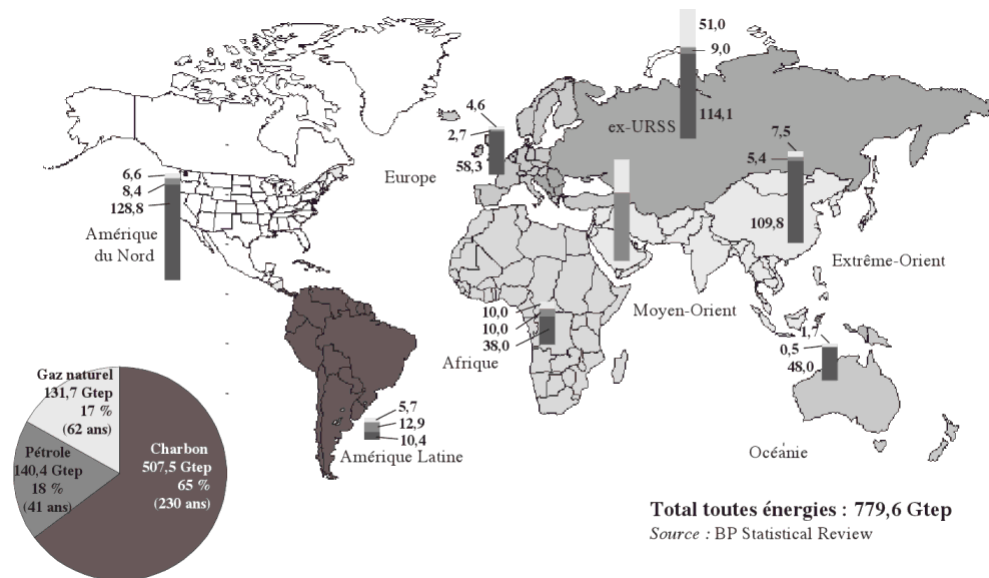 51,0
9,0
114,1
ex-URSS
4,6
2,7
58,3
Europe
7,5
5,4
109,8
Extrême-Orient
6,6
8,4
128,8
Amérique
du Nord
Moyen-Orient
10,0
10,0
38,0
Afrique
1,7
0,5
48,0
Océanie
5,7
12,9
10,4
Amérique Latine
Gaz naturel
131,7 Gtep
17 %
(62 ans)
Pétrole
140,4 Gtep
18 %
(41 ans)
Charbon
507,5 Gtep
65 %
(230 ans)
Total toutes énergies : 779,6 Gtep
Source : BP Statistical Review